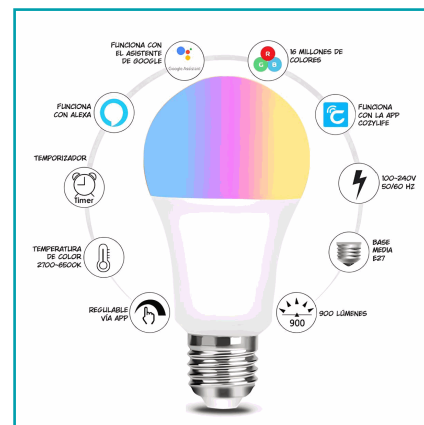 FUNCIONA CON
EL ASISTENTE
DE GOOGLE
Google Assistant
R
G
B
16 MILLONES DE
COLORES
FUNCIONA
CON ALEXA
FUNCIONA
CON LA APP
COZYLIFE
TEMPORIZADOR
timer
100-240V
50/60 HZ
TEMPERATURA
DE COLOR
2700-6500K
BASE
MEDIA
E27
REGULABLE
VÍA APP
900
900 LÚMENES